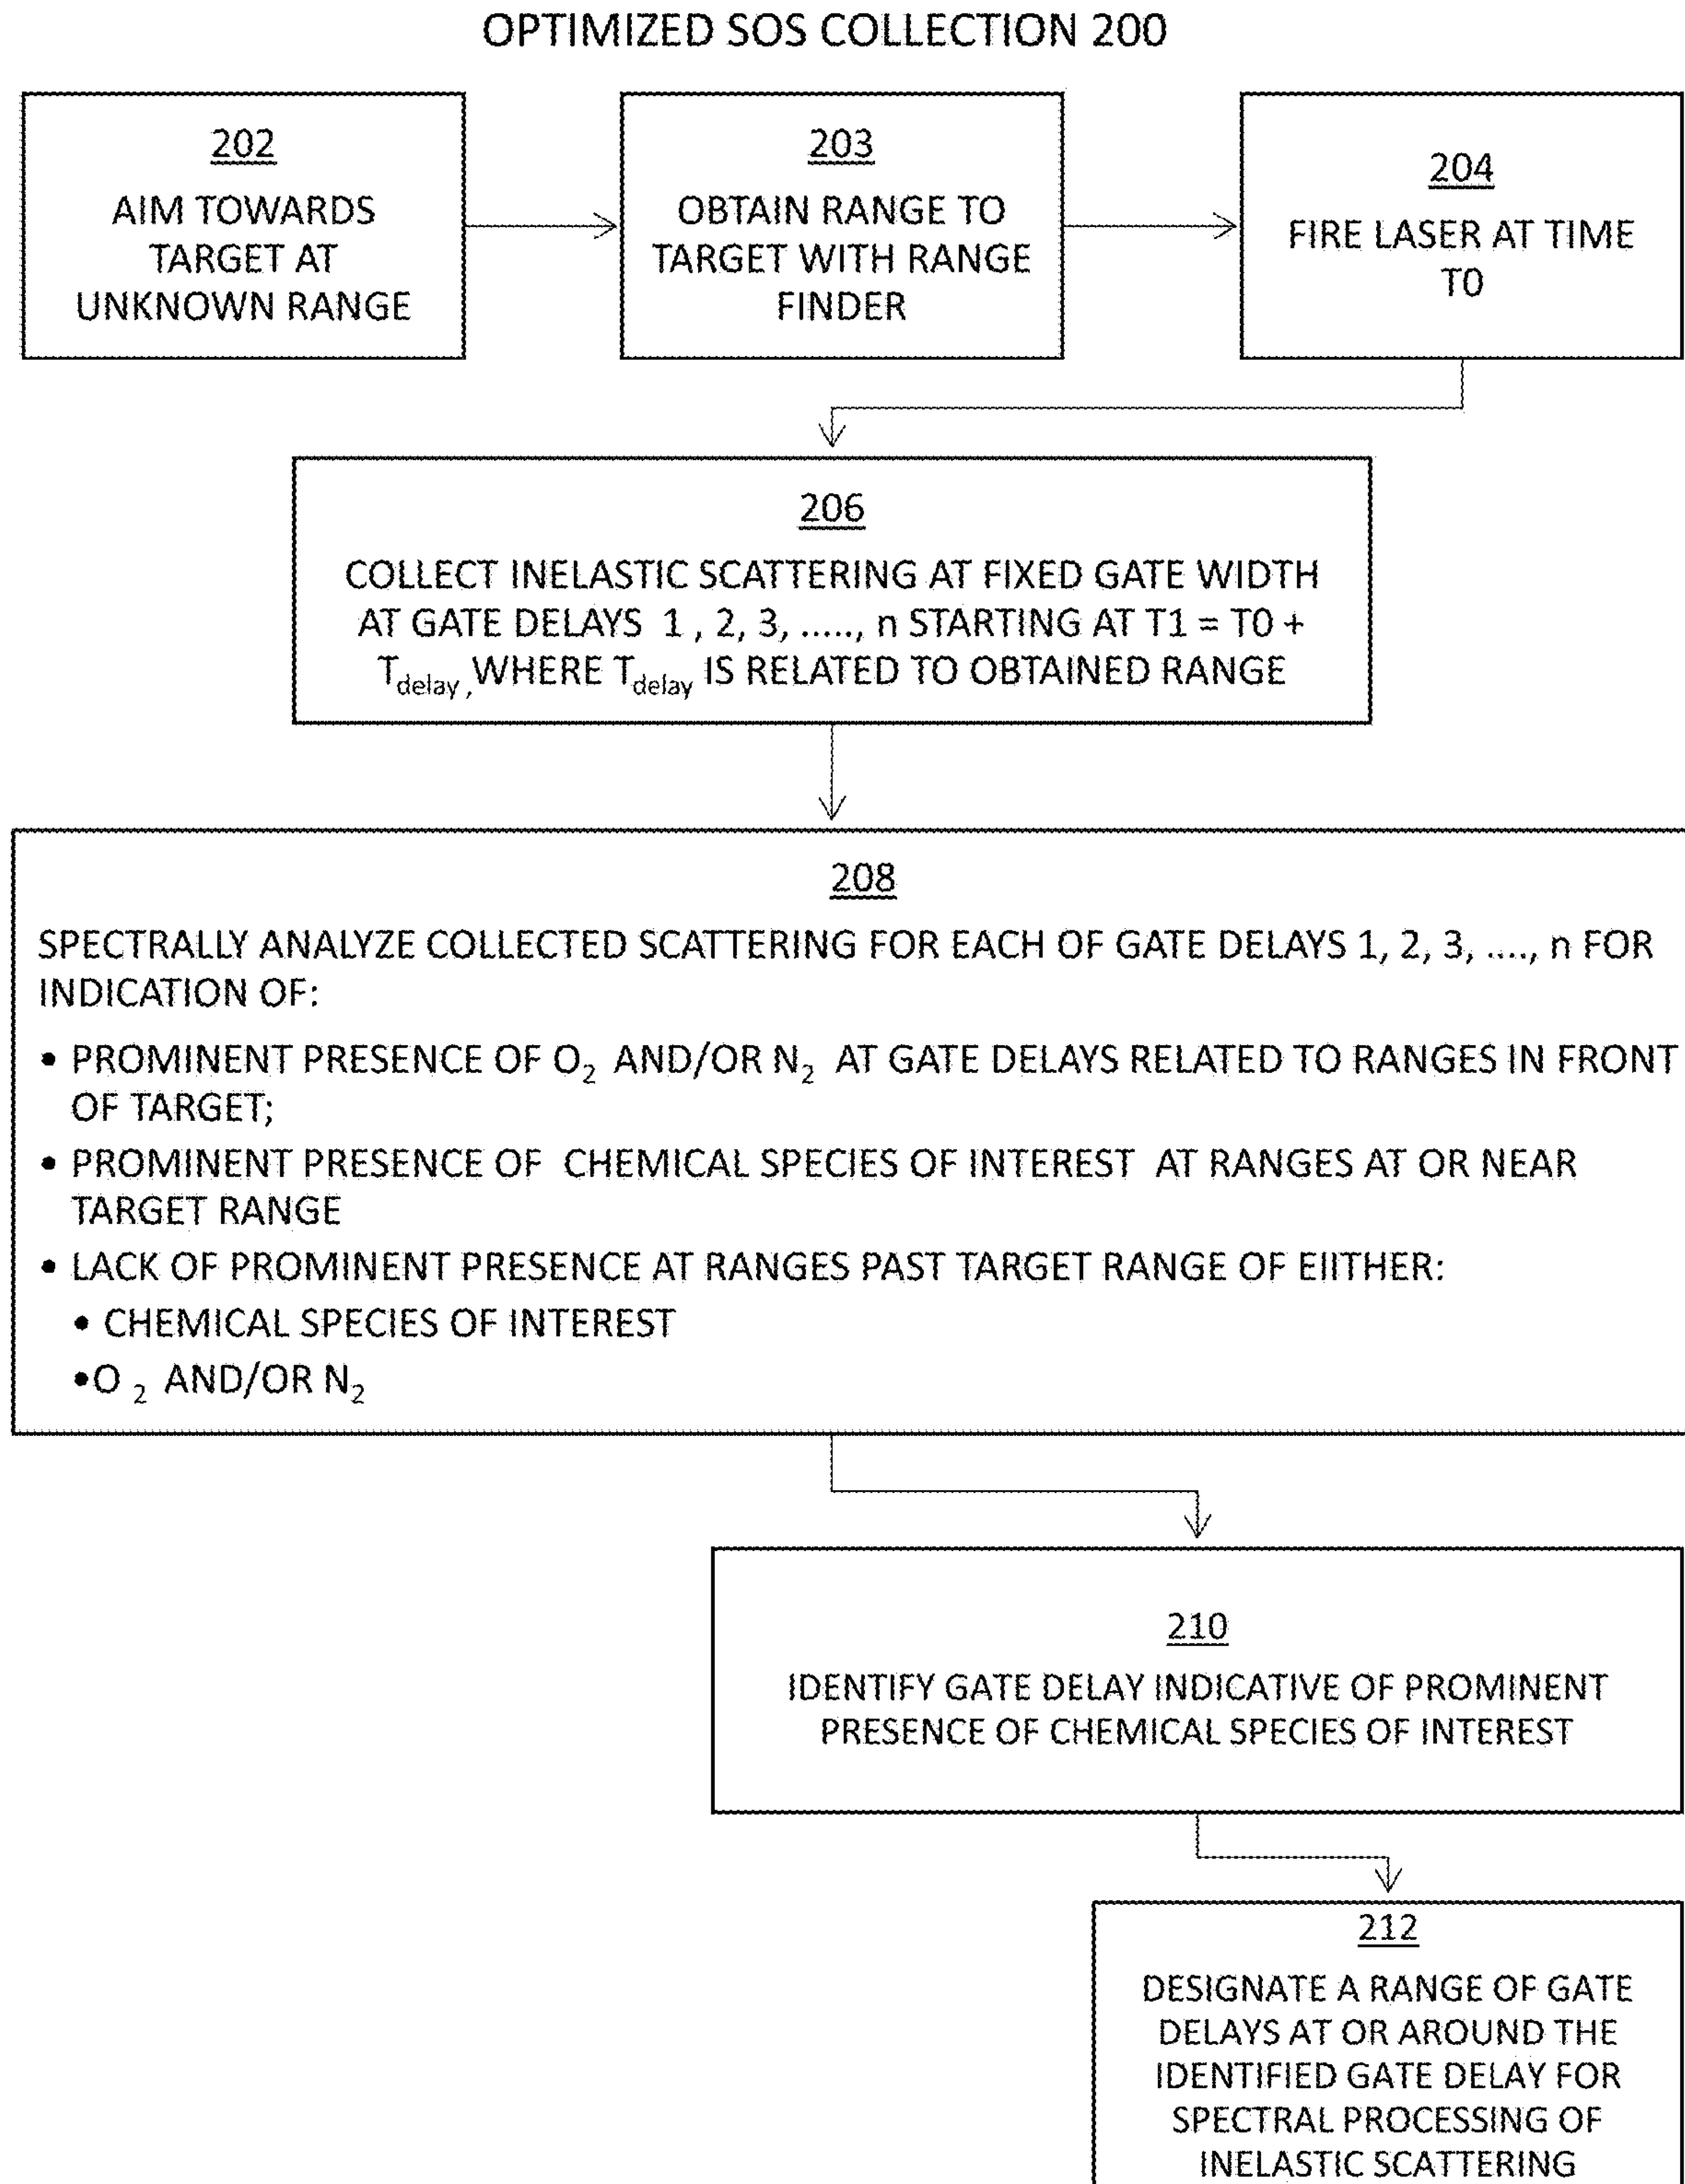 OPTIMIZED SOS COLLECTION 200
202
AIM TOWARDS
TARGET AT
UNKNOWN RANGE
203
OBTAIN RANGE TO
TARGET WITH RANGE
FINDER
204
FIRE LASER AT TIME
T0
206
COLLECT INELASTIC SCATTERING AT FIXED GATE WIDTH
AT GATE DELAYS 1 , 2, 3, ....., n STARTING AT T1 = T0 +
Tdelay, WHERE Tdelay IS RELATED TO OBTAINED RANGE
208
SPECTRALLY ANALYZE COLLECTED SCATTERING FOR EACH OF GATE DELAYS 1, 2, 3, ...., n FOR
INDICATION OF:
• PROMINENT PRESENCE OF O2 AND/OR N2 AT GATE DELAYS RELATED TO RANGES IN FRONT
OF TARGET;
• PROMINENT PRESENCE OF CHEMICAL SPECIES OF INTEREST AT RANGES AT OR NEAR
TARGET RANGE
• LACK OF PROMINENT PRESENCE AT RANGES PAST TARGET RANGE OF EIITHER:
• CHEMICAL SPECIES OF INTEREST
•O 2 AND/OR N2
210
IDENTIFY GATE DELAY INDICATIVE OF PROMINENT
PRESENCE OF CHEMICAL SPECIES OF INTEREST
212
DESIGNATE A RANGE OF GATE
DELAYS AT OR AROUND THE
IDENTIFIED GATE DELAY FOR
SPECTRAL PROCESSING OF
INELASTIC SCATTERING